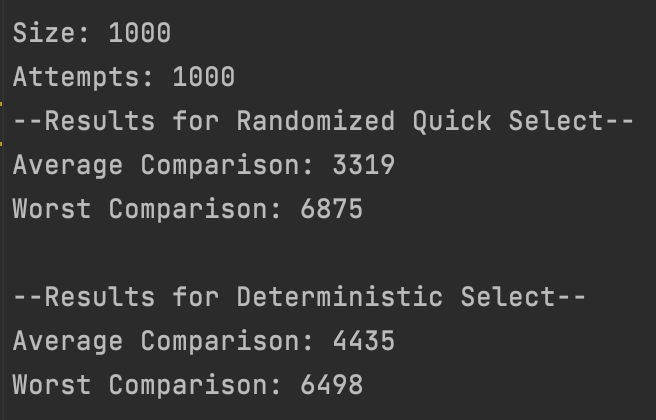 Size: 1000
Attempts: 1000
--Results for Randomized Quick Select--
Average Comparison: 3319
Worst Comparison: 6875
--Results for Deterministic Select--
Average Comparison: 4435
Worst Comparison: 6498